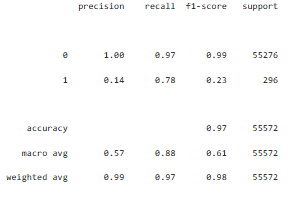 precision recall f1-score support
0 1.00 0.97 0.99 55276
1 0.14 0.78 0.23 296
accuracy 0.97 55572
macro avg 0.57 0.88 0.61 55572
weighted avg 0.99 0.97 0.98 55572